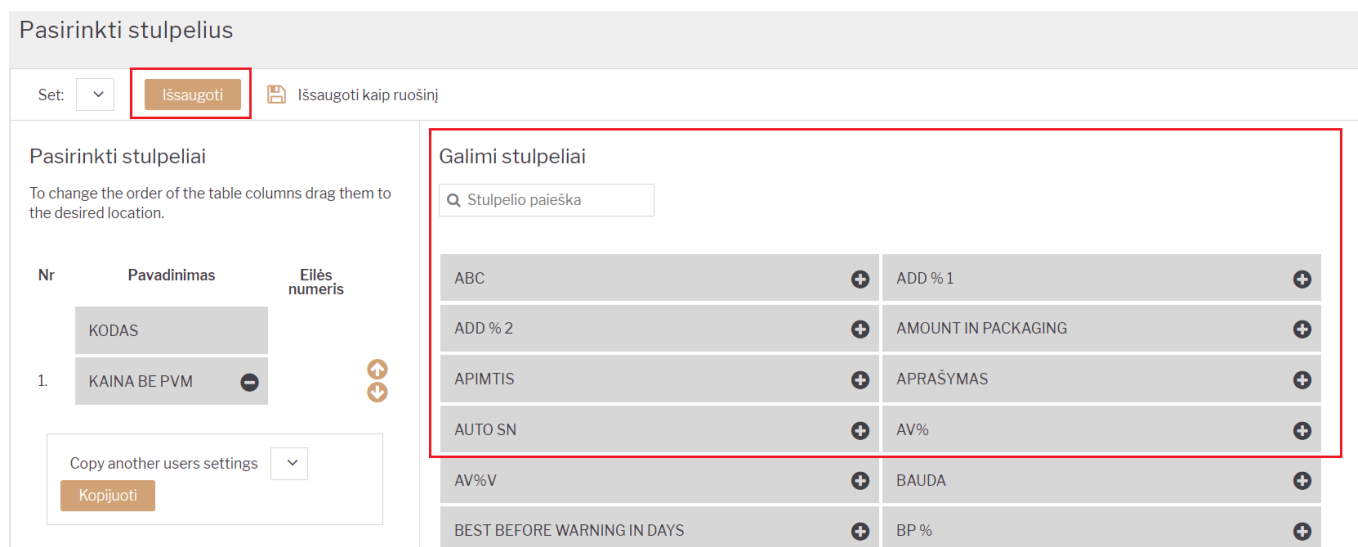 Pasirinkti stulpelius
Set:
Išsaugoti
Išsaugoti kaip ruošinį
Pasirinkti stulpeliai
To change the order of the table columns drag them to
the desired location.
Nr Pavadinimas Eilės
numeris
KODAS
1. KAINA BE PVM
Copy another users settings
Kopijuoti
Galimi stulpeliai
Stulpelio paieška
ABC ADD % 1
ADD % 2 AMOUNT IN PACKAGING
APIMTIS APRAŠYMAS
AUTO SN AV%
AV%V BAUDA
BEST BEFORE WARNING IN DAYS BP %